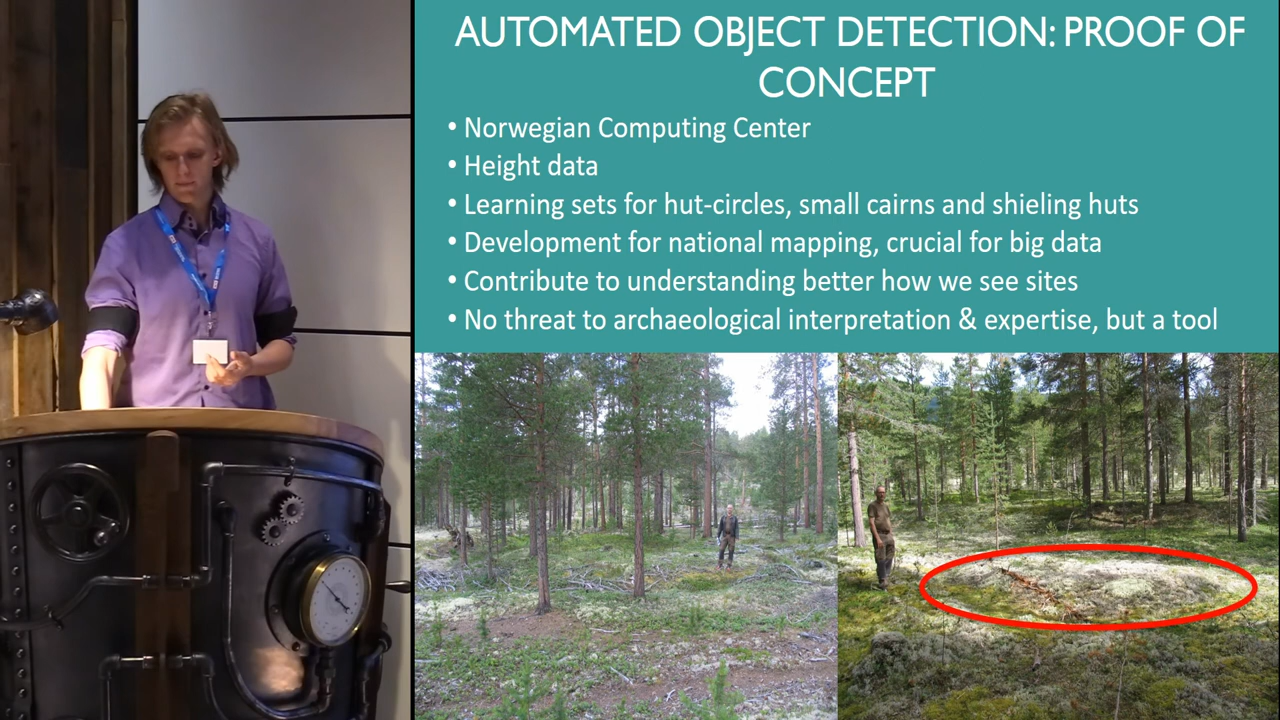 AUTOMATED OBJECT DETECTION: PROOF OF
CONCEPT
• Norwegian Computing Center
• Height data
• Learning sets for hut-circles, small cairns and shieling huts
• Development for national mapping, crucial for big data
• Contribute to understanding better how we see sites
• No threat to archaeological interpretation & expertise, but a tool